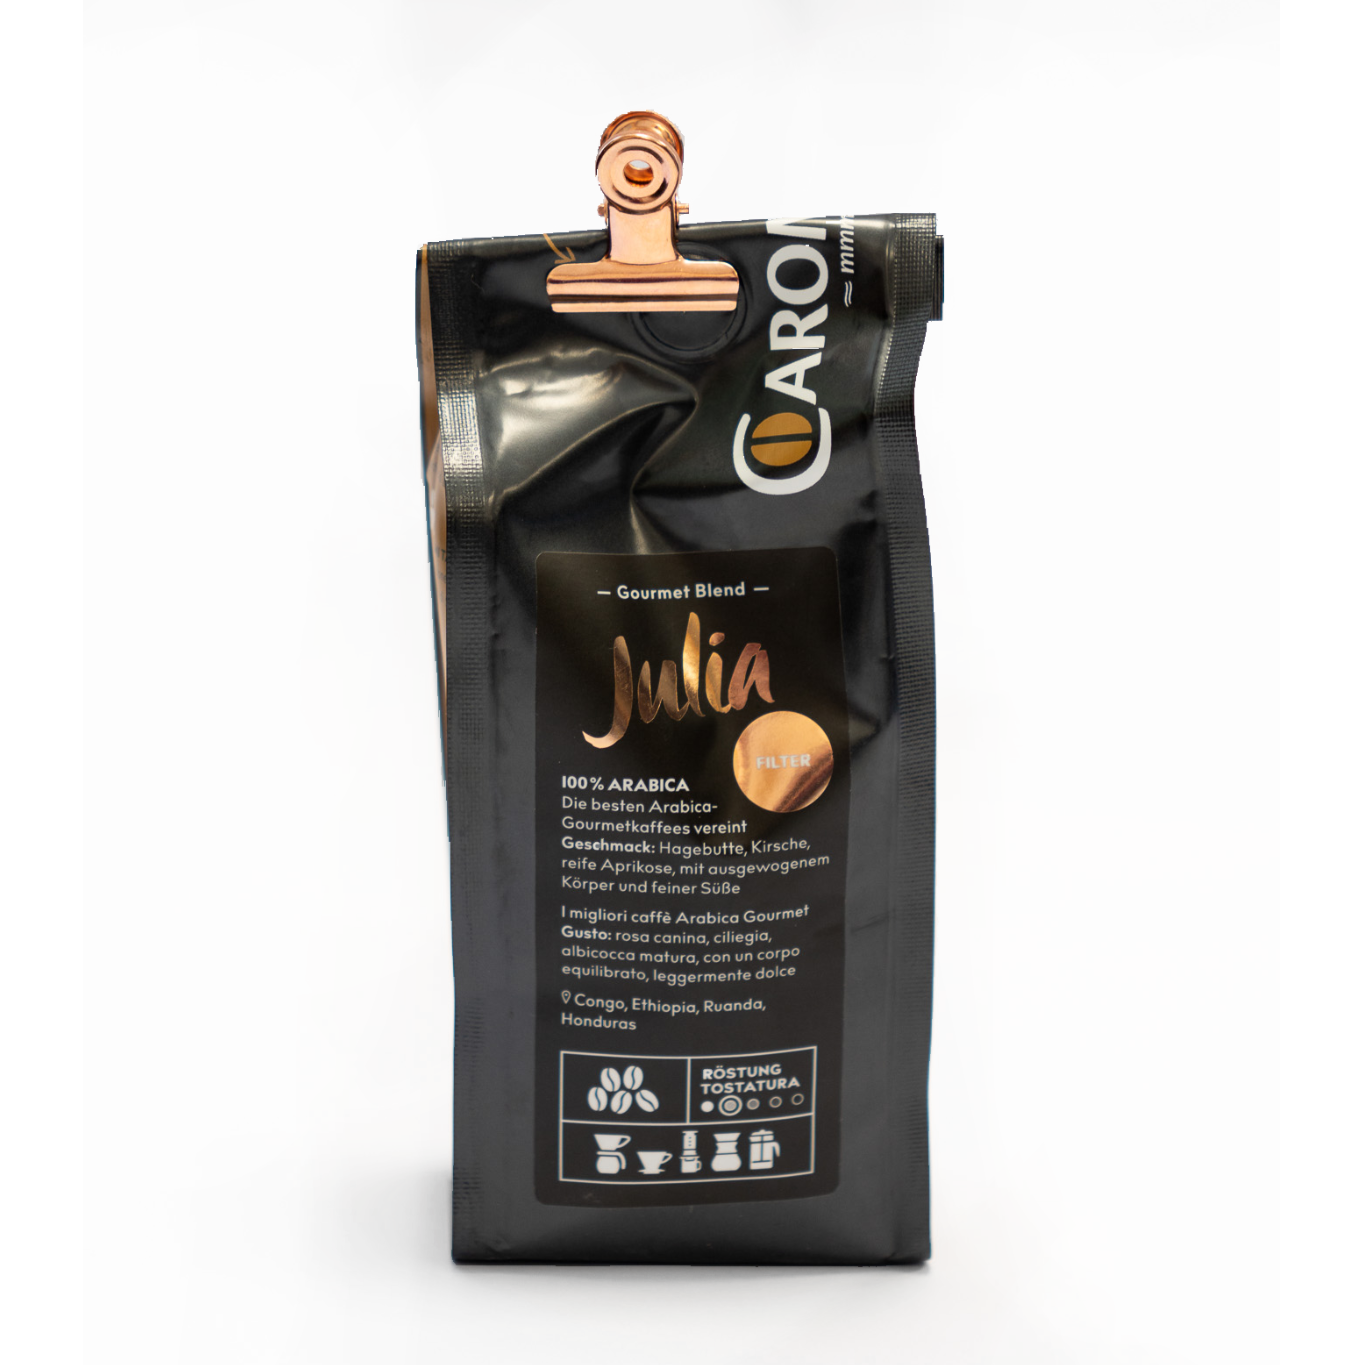 CARO
mmm
— Gourmet Blend —
Julia
FILTER
100% ARABICA
Die besten Arabica-
Gourmetkaffees vereint
Geschmack: Hagebutte, Kirsche,
reife Aprikose, mit ausgewogenem
Körper und feiner Süße
I migliori caffè Arabica Gourmet
Gusto: rosa canina, ciliegia,
albicocca matura, con un corpo
equilibrato, leggermente dolce
Congo, Ethiopia, Ruanda,
Honduras
RÖSTUNG
TOSTATURA